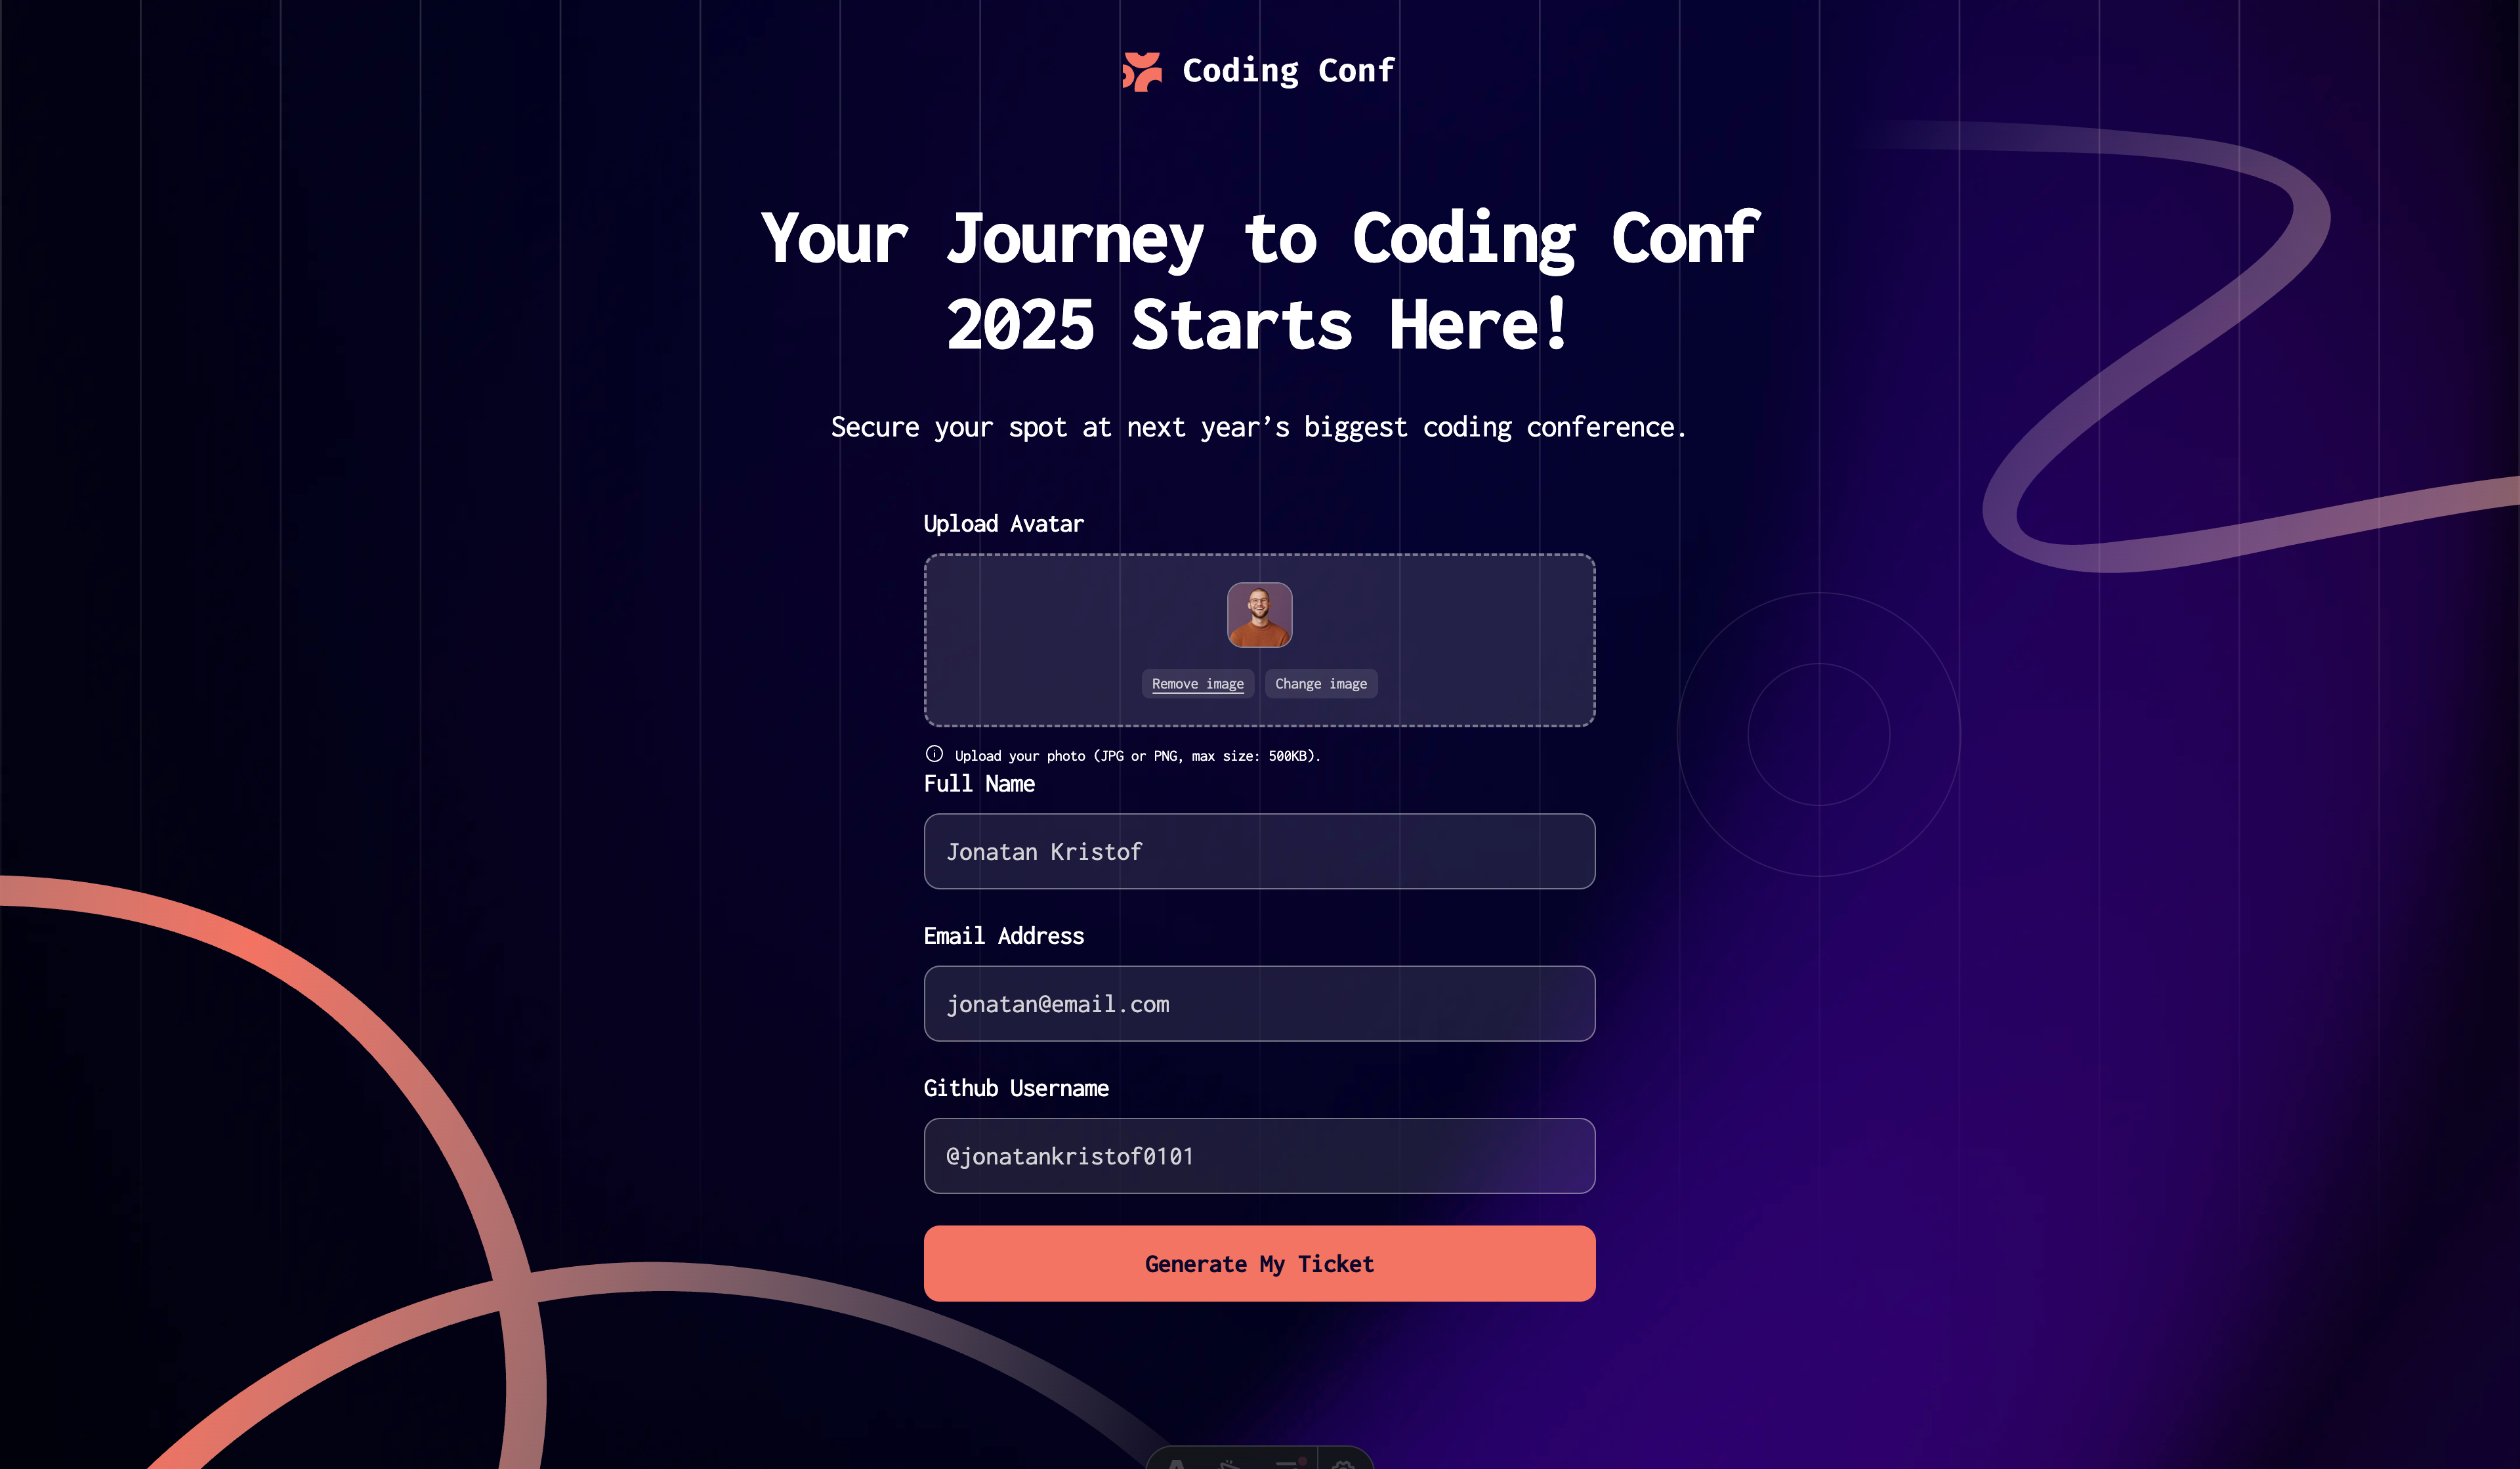 Coding Conf
Your Journey to Coding Conf
2025 Starts Here!
Secure your spot at next year’s biggest coding conference.
Upload Avatar
Remove image
Change image
Upload your photo (JPG or PNG, max size: 500KB).
Full Name
Jonatan Kristof
Email Address
jonatan@email.com
Github Username
@jonatankristof0101
Generate My Ticket